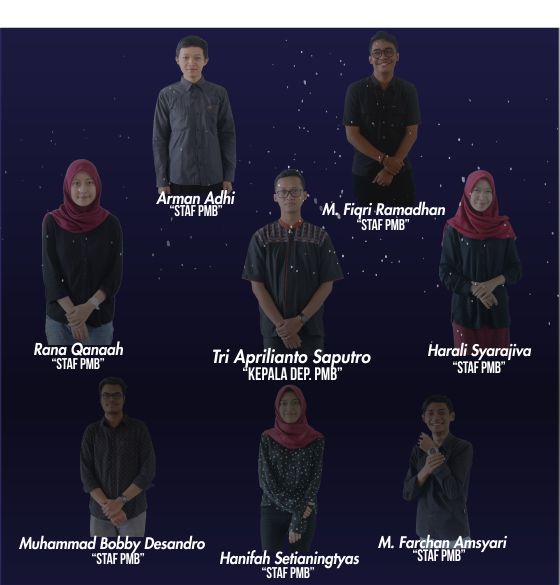 Arman Adhi
"STAF PMB"
M. Fiqri Ramadhan
"STAF PMB"
Rana Qanaah
"STAF PMB"
Tri Aprilianto Saputro
"KEPALA DEP. PMB"
Harali Syarajiva
"STAF PMB"
Muhammad Bobby Desandro
"STAF PMB"
Hanifah Setianingtyas
"STAF PMB"
M. Farchan Amsyari
"STAF PMB"